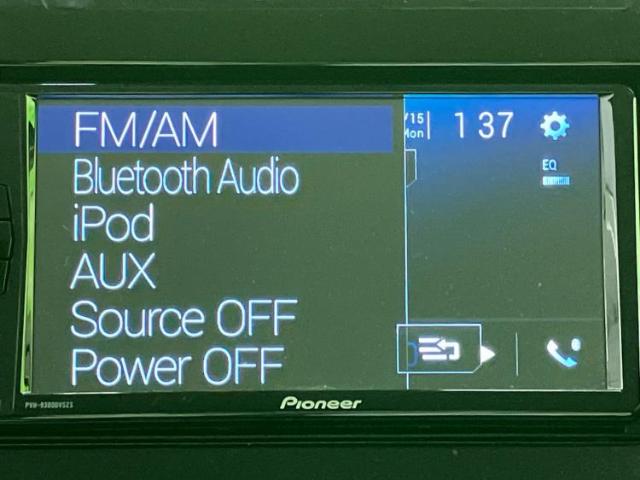 FM/AM
Bluetooth Audio
iPod
AUX
Source OFF
Power OFF
/15
Mon
1 37
EQ
Pioneer